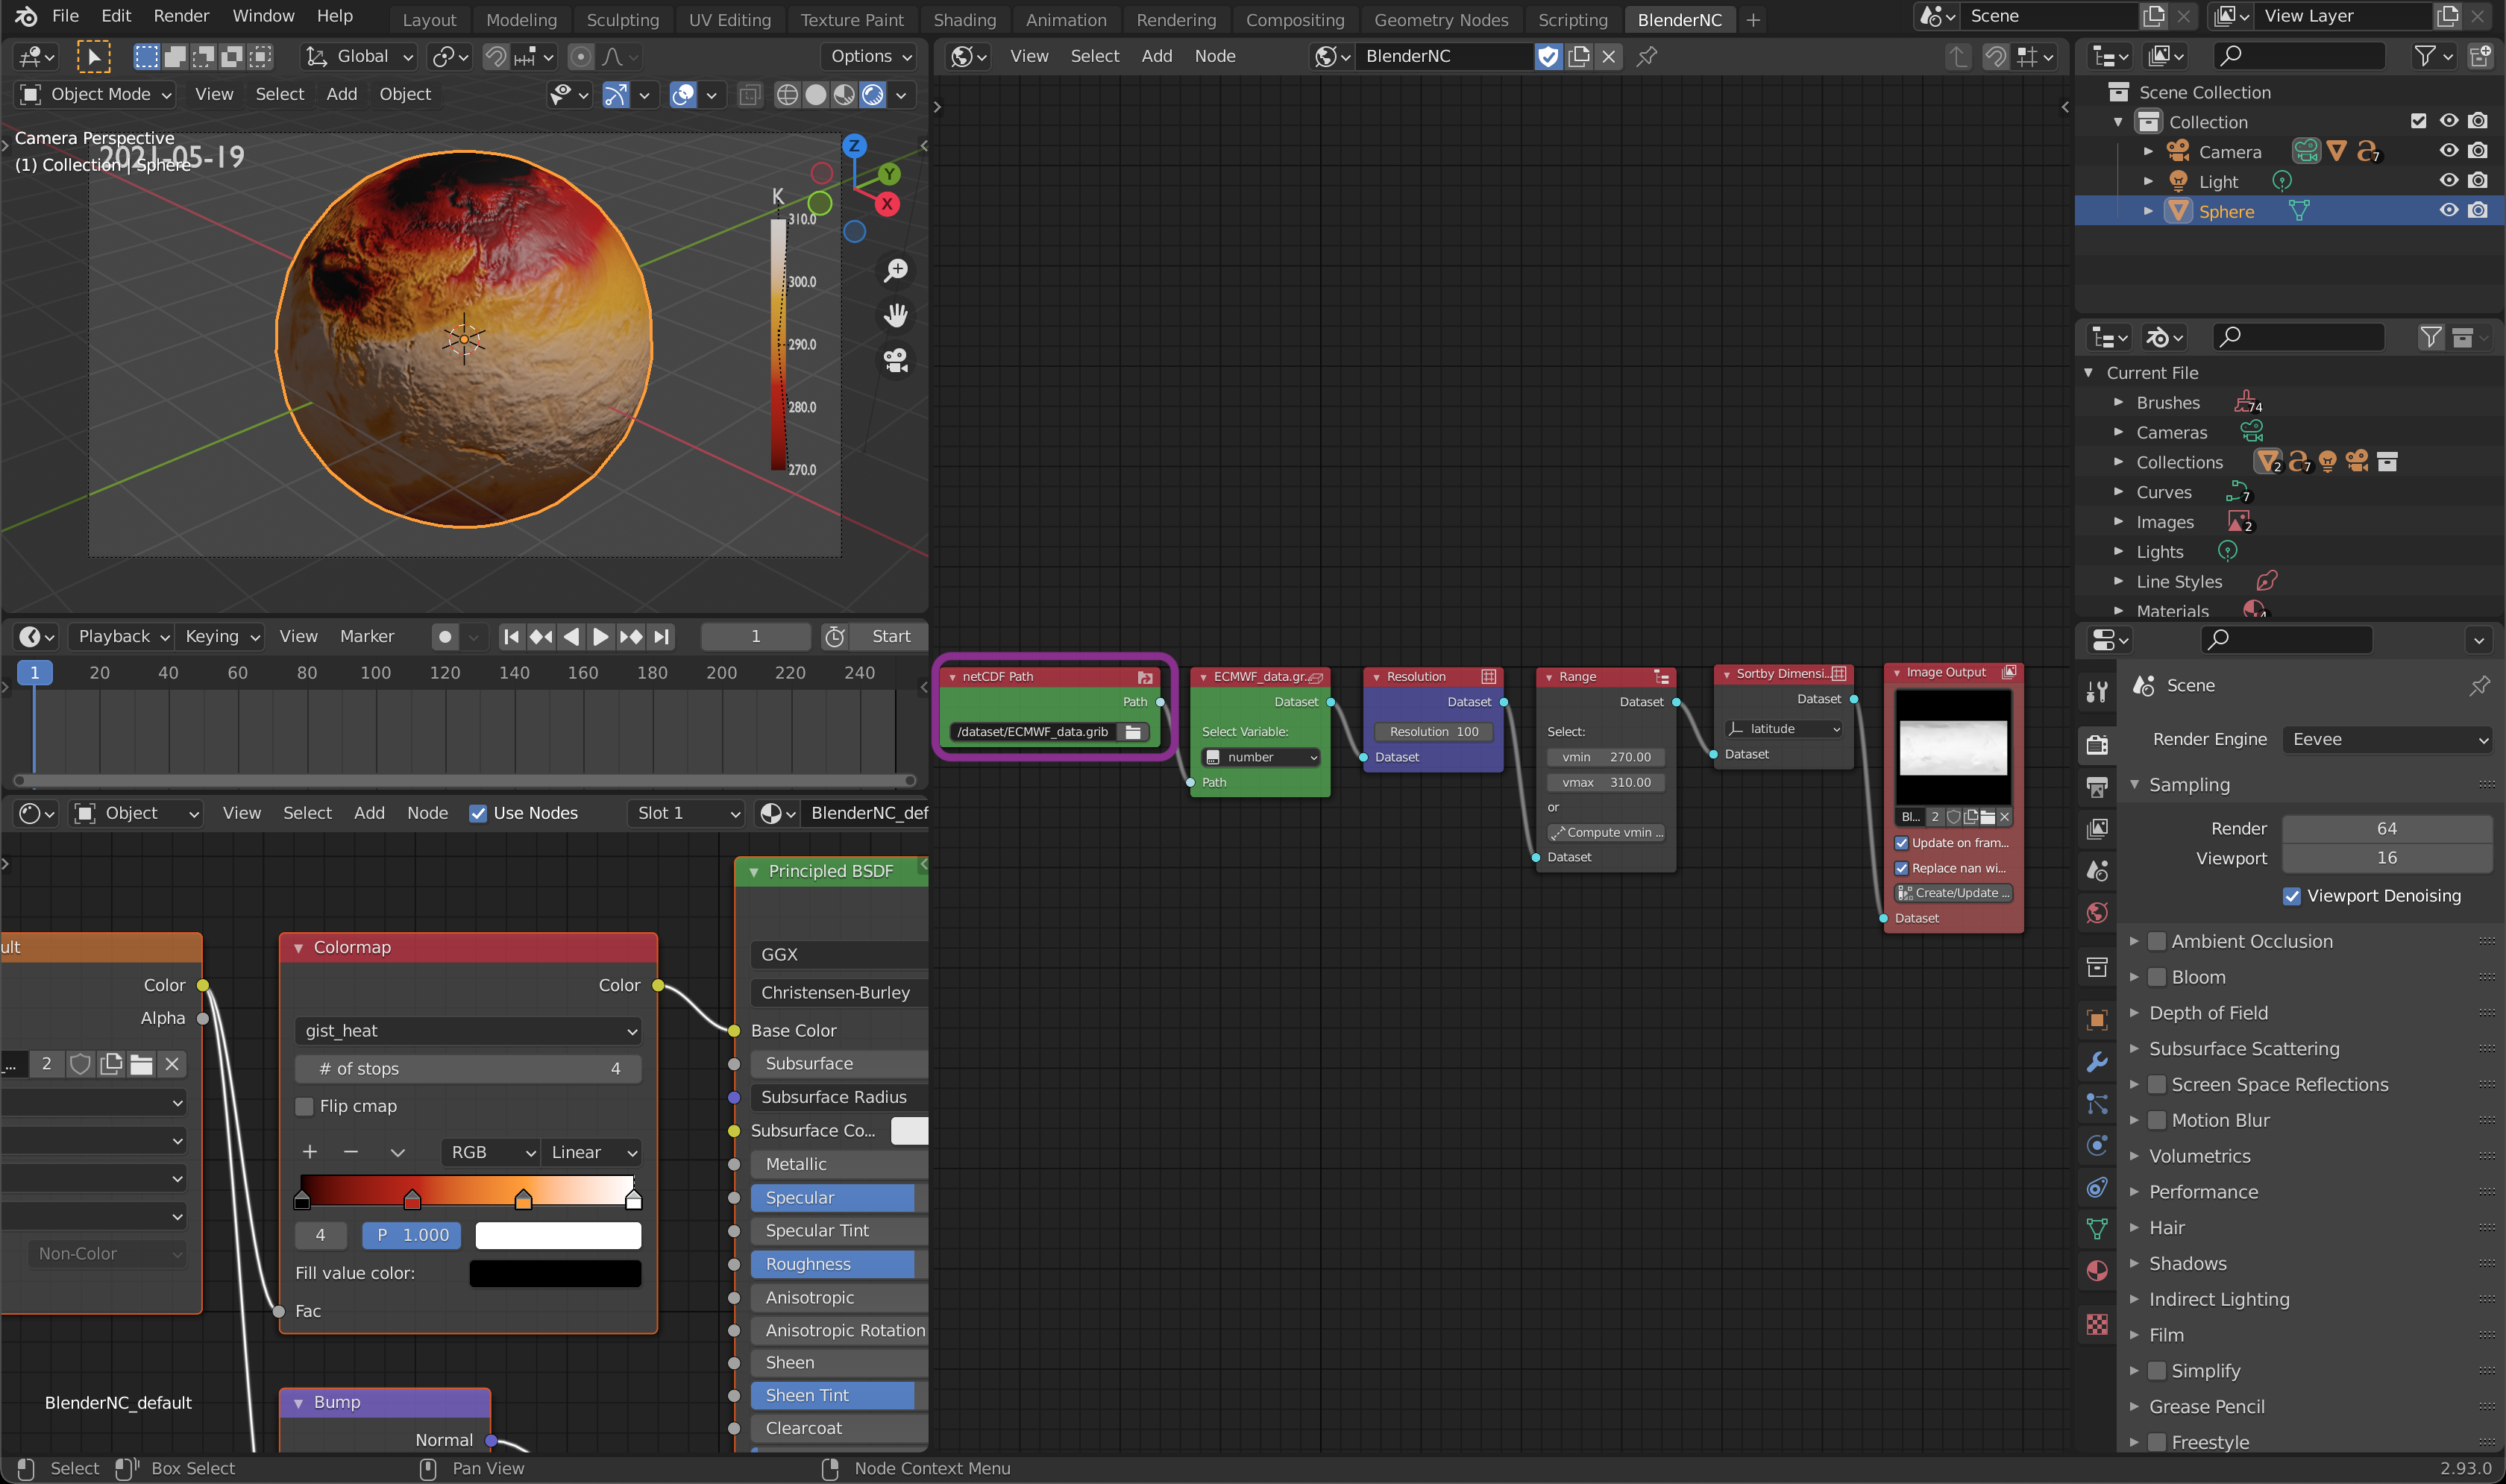 File Edit Render Window Help
Layout Modeling Sculpting UV Editing Texture Paint Shading Animation Rendering Compositing Geometry Nodes Scripting BlenderNC
Scene
View Layer
Global
Options
Object Mode View Select Add Object
Camera Perspective
(1) Collection | Sphere
2021-05-19
Z
Y
X
K
310.0
300.0
290.0
280.0
270.0
View Select Add Node
BlenderNC
netCDF Path
Path
/dataset/ECMWF_data.grib
ECMWF_data.gr...
Dataset
Select Variable:
number
Path
Resolution
Dataset
Resolution 100
Dataset
Range
Dataset
Select:
vmin 270.00
vmax 310.00
or
Compute vmin ...
Dataset
Sortby Dimensi...
Dataset
latitude
Dataset
Image Output
Bl... 2
Update on fram...
Replace nan wi...
Create/Update ...
Dataset
Playback Keying View Marker
1
Start
1 20 40 60 80 100 120 140 160 180 200 220 240
Object View Select Add Node Use Nodes Slot 1 BlenderNC_def
ult
Color
Alpha
... 2
Non-Color
Colormap
Color
gist_heat
# of stops 4
Flip cmap
RGB Linear
4 P 1.000
Fill value color:
Fac
Bump
Normal
BlenderNC_default
Principled BSDF
GGX
Christensen-Burley
Base Color
Subsurface
Subsurface Radius
Subsurface Co...
Metallic
Specular
Specular Tint
Roughness
Anisotropic
Anisotropic Rotation
Sheen
Sheen Tint
Clearcoat
Scene Collection
Collection
Camera 7
Light
Sphere
Current File
Brushes 74
Cameras
Collections 2 7
Curves 7
Images 2
Lights
Line Styles
Materials 4
Scene
Render Engine Eevee
Sampling
Render 64
Viewport 16
Viewport Denoising
Ambient Occlusion
Bloom
Depth of Field
Subsurface Scattering
Screen Space Reflections
Motion Blur
Volumetrics
Performance
Hair
Shadows
Indirect Lighting
Film
Simplify
Grease Pencil
Freestyle
Select Box Select Pan View Node Context Menu 2.93.0